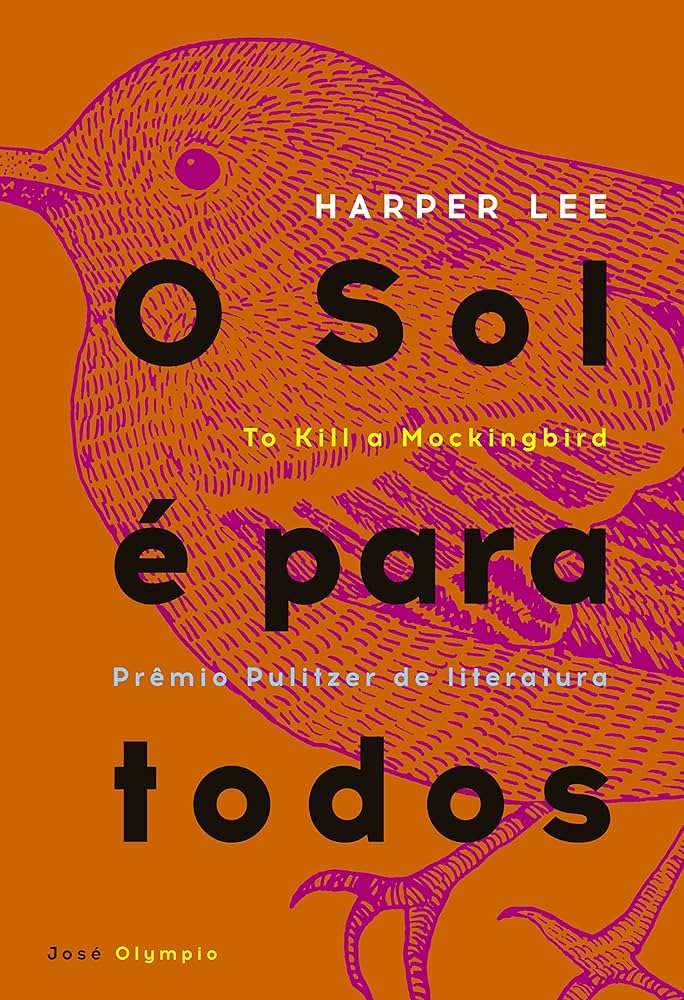 HARPER LEE
O Sol
To Kill a Mockingbird
é para
Prêmio Pulitzer de literatura
todos
José Olympio